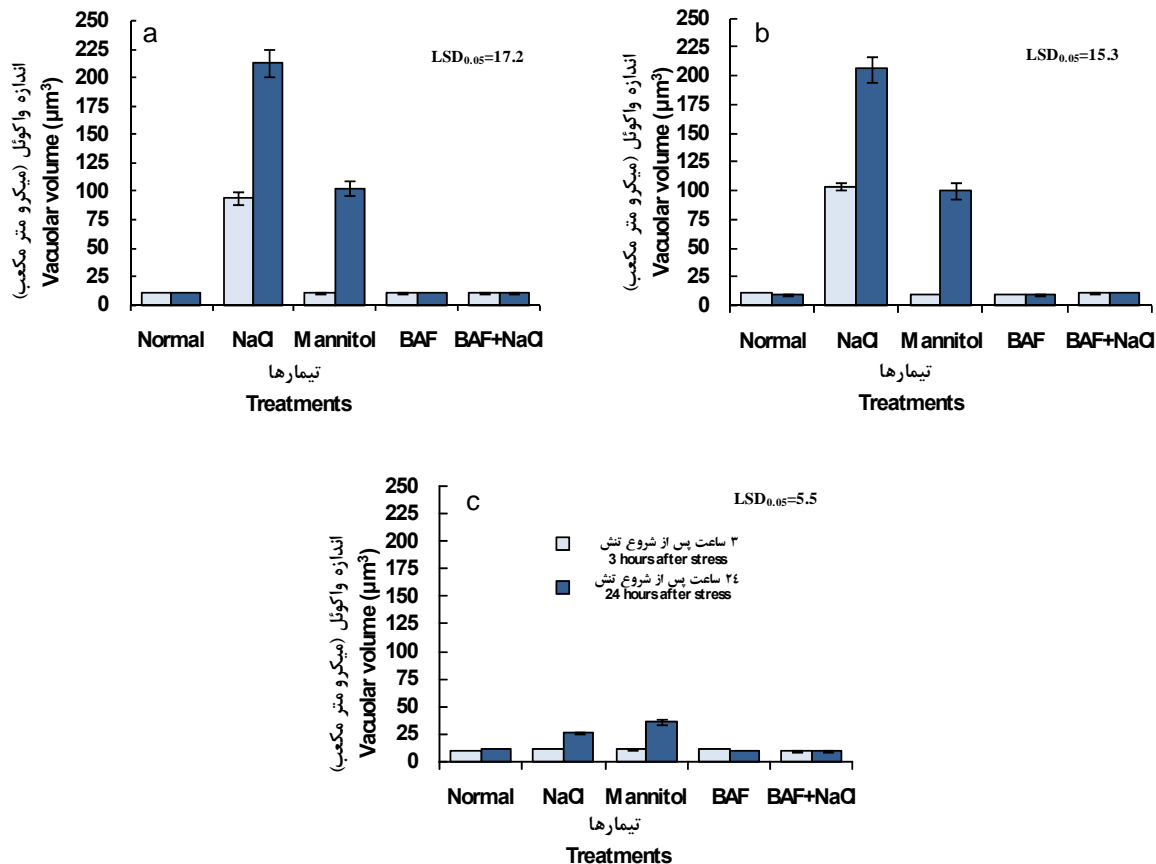 a
LSD0.05=17.2
250
225
200
175
150
125
100
75
50
25
0
اندازه واکوئل (میکرو متر مکعب)
Vacuolar volume (µm³)
Normal NaCl Mannitol BAF BAF+NaCl
تیمارها
Treatments
b
LSD0.05=15.3
250
225
200
175
150
125
100
75
50
25
0
اندازه واکوئل (میکرو متر مکعب)
Vacuolar volume (µm³)
Normal NaCl Mannitol BAF BAF+NaCl
تیمارها
Treatments
c
LSD0.05=5.5
250
225
200
175
150
125
100
75
50
25
0
اندازه واکوئل (میکرو متر مکعب)
Vacuolar volume (µm³)
۳ ساعت پس از شروع تنش
3 hours after stress
۲٤ ساعت پس از شروع تنش
24 hours after stress
Normal NaCl Mannitol BAF BAF+NaCl
تیمارها
Treatments